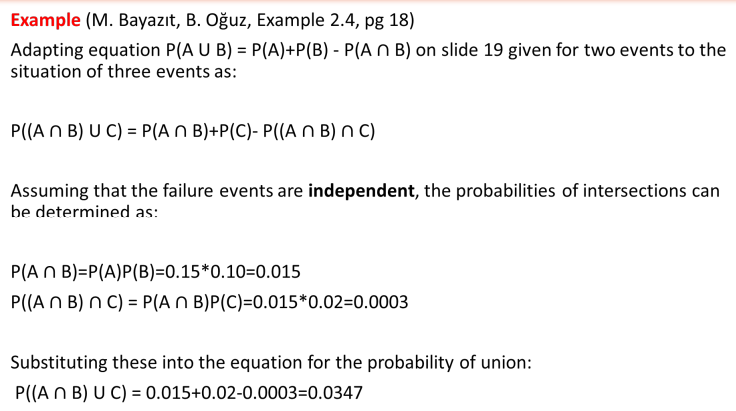 Example (M. Bayazıt, B. Oğuz, Example 2.4, pg 18)
Adapting equation P(A U B) = P(A)+P(B) - P(A ∩ B) on slide 19 given for two events to the
situation of three events as:
P((A ∩ B) U C) = P(A ∩ B)+P(C)- P((A ∩ B) ∩ C)
Assuming that the failure events are independent, the probabilities of intersections can
be determined as:
P(A ∩ B)=P(A)P(B)=0.15*0.10=0.015
P((A ∩ B) ∩ C) = P(A ∩ B)P(C)=0.015*0.02=0.0003
Substituting these into the equation for the probability of union:
P((A ∩ B) U C) = 0.015+0.02-0.0003=0.0347